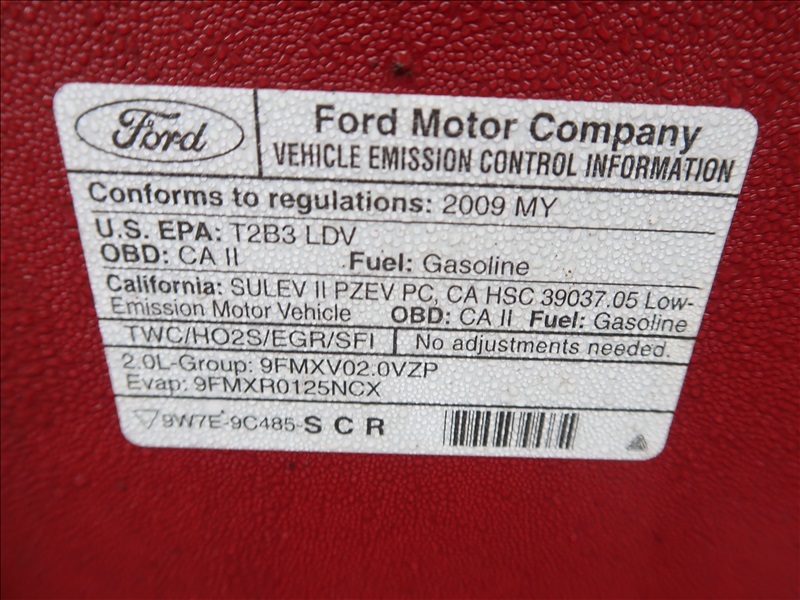 Ford
Ford Motor Company
VEHICLE EMISSION CONTROL INFORMATION
Conforms to regulations: 2009 MY
U.S. EPA: T2B3 LDV
OBD: CA II Fuel: Gasoline
California: SULEV II PZEV PC, CA HSC 39037.05 Low-
Emission Motor Vehicle OBD: CA II Fuel: Gasoline
TWC/HO2S/EGR/SFI No adjustments needed.
2.0L-Group: 9FMXV02.0VZP
Evap: 9FMXR0125NCX
9W7E-9C485-S C R